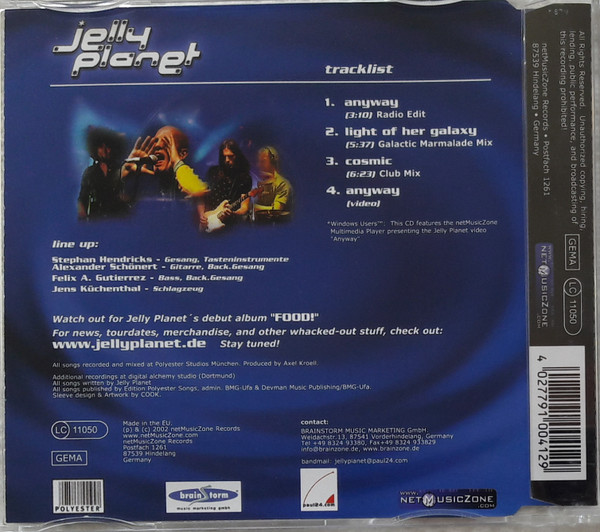 jelly
planet
tracklist
1. anyway
(3:10) Radio Edit
2. light of her galaxy
(5:37) Galactic Marmalade Mix
3. cosmic
(6:23) Club Mix
4. anyway
(video)
*Windows Users™: This CD features the netMusicZone
Multimedia Player presenting the Jelly Planet video
"Anyway"
line up:
Stephan Hendricks - Gesang, Tasteninstrumente
Alexander Schönert - Gitarre, Back.Gesang
Felix A. Gutierrez - Bass, Back.Gesang
Jens Küchenthal - Schlagzeug
Watch out for Jelly Planet´s debut album "FOOD!"
For news, tourdates, merchandise, and other whacked-out stuff, check out:
www.jellyplanet.de Stay tuned!
All songs recorded and mixed at Polyester Studios München. Produced by Axel Kroell.
Additional recordings at digital alchemy studio (Dortmund)
All songs written by Jelly Planet
All songs published by Edition Polyester Songs, admin. BMG-Ufa & Devman Music Publishing/BMG-Ufa.
Sleeve design & Artwork by COOK.
LC 11050
GEMA
Made in the EU.
(p) & (c) 2002 netMusicZone Records
www.netMusicZone.com
netMusicZone Records
Postfach 1261
87539 Hindelang
Germany
contact:
BRAINSTORM MUSIC MARKETING GmbH
Weidachstr.13, 87541 Vorderhindelang, Germany
Tel +49 8324 93380, Fax+49 8324 933829
info@brainzone.de, www.brainzone.de
bandmail: jellyplanet@paul24.com
POLYESTER
brainstorm
music marketing gmbh
paul24.com
www.NETMUSICZONE.com
All Rights Reserved. Unauthorized copying, hiring,
lending, public performance, and broadcasting of
this recording prohibited!
netMusicZone Records • Postfach 1261
87539 Hindelang • Germany
GEMA
LC 11050
www.
NETMUSICZONE
.com
4 027791 004129